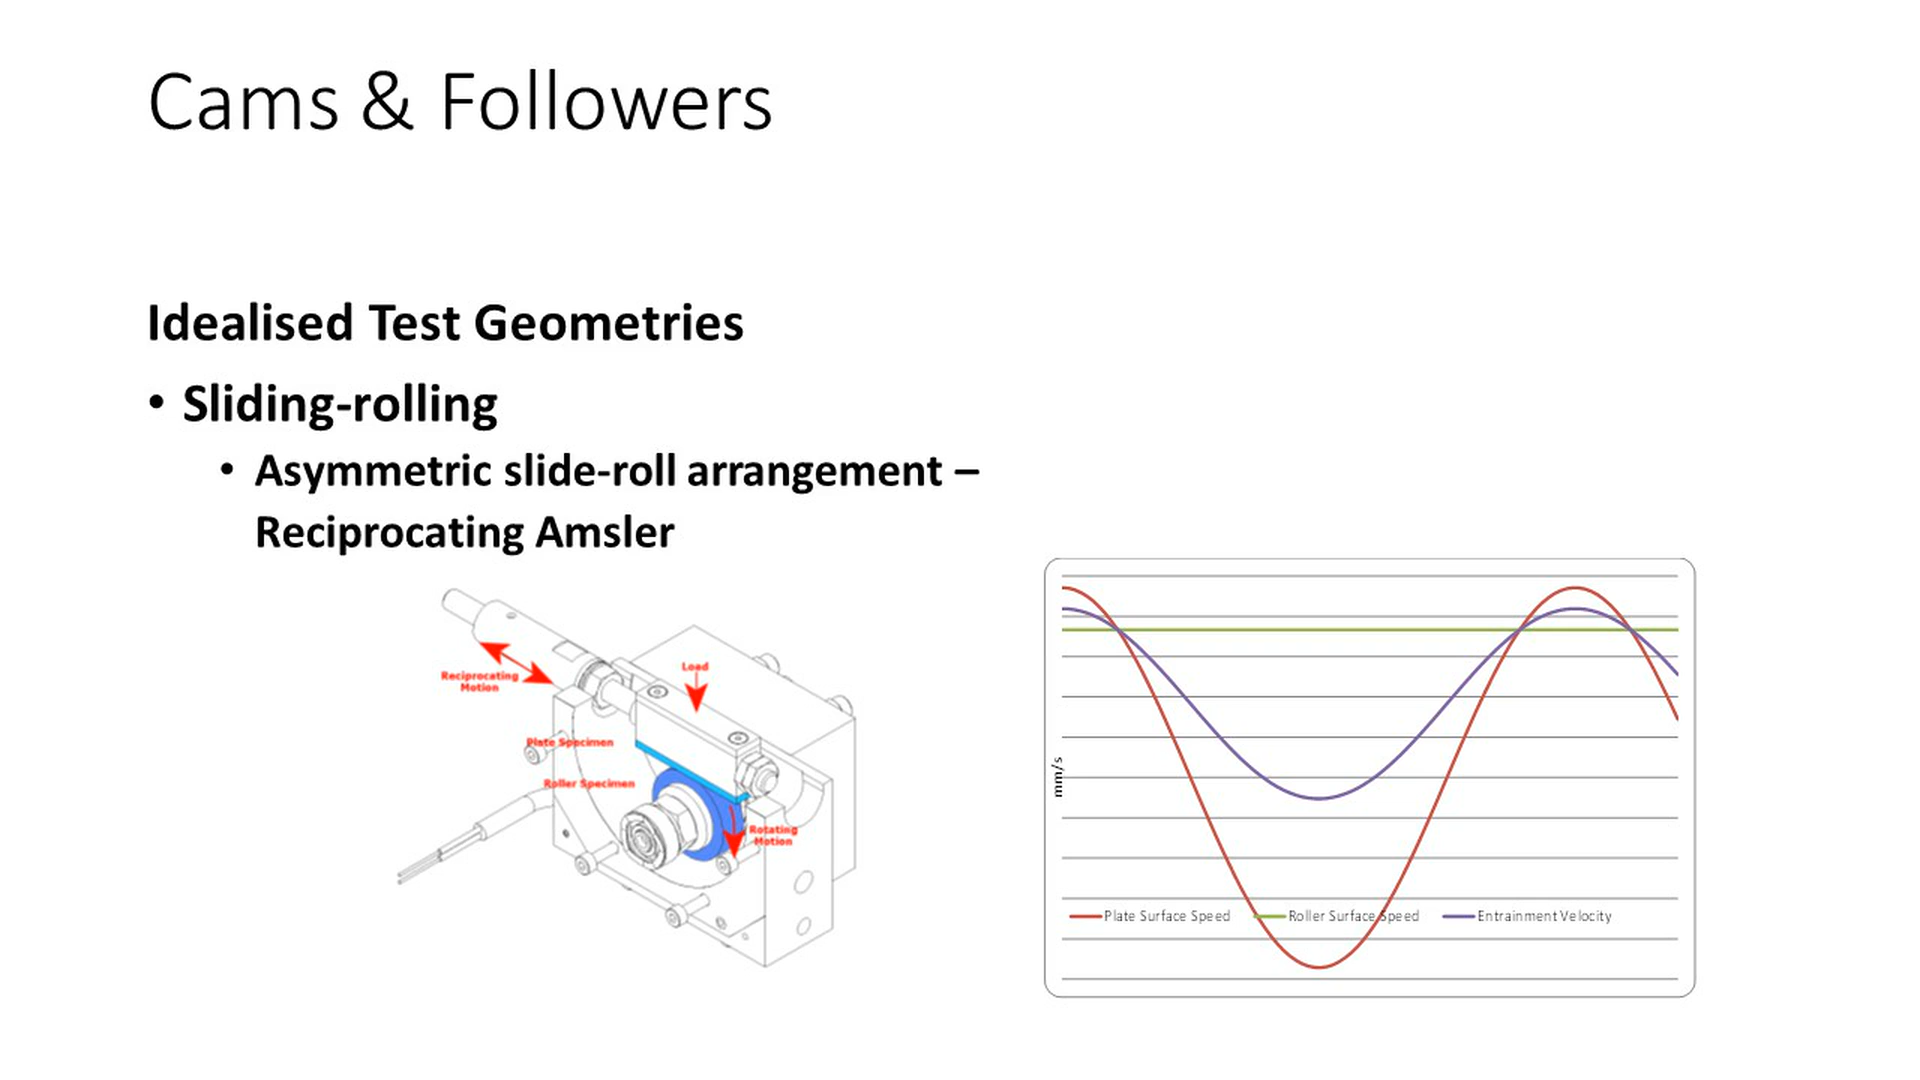 Cams & Followers
Idealised Test Geometries
• Sliding-rolling
• Asymmetric slide-roll arrangement –
Reciprocating Amsler
Reciprocating
Motion
Load
Plate Specimen
Roller Specimen
Rotating
Motion
mm/s
Plate Surface Speed
Roller Surface Speed
Entrainment Velocity